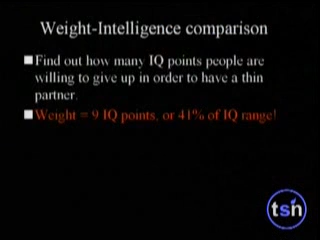 Weight-Intelligence comparison
Find out how many IQ points people are
willing to give up in order to have a thin
partner.
Weight = 9 IQ points, or 41% of IQ range!
tsn